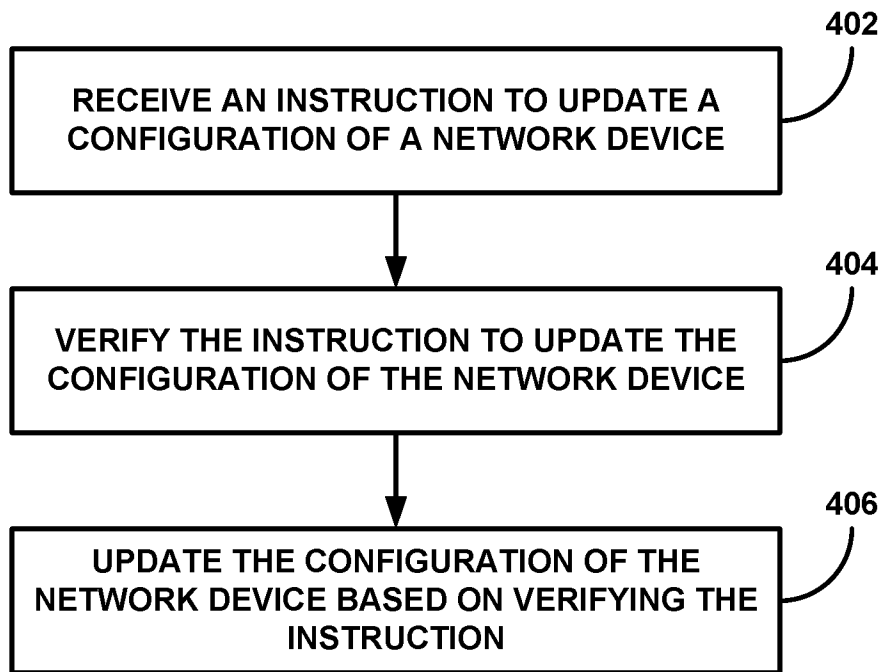 402
RECEIVE AN INSTRUCTION TO UPDATE A
CONFIGURATION OF A NETWORK DEVICE
404
VERIFY THE INSTRUCTION TO UPDATE THE
CONFIGURATION OF THE NETWORK DEVICE
406
UPDATE THE CONFIGURATION OF THE
NETWORK DEVICE BASED ON VERIFYING THE
INSTRUCTION